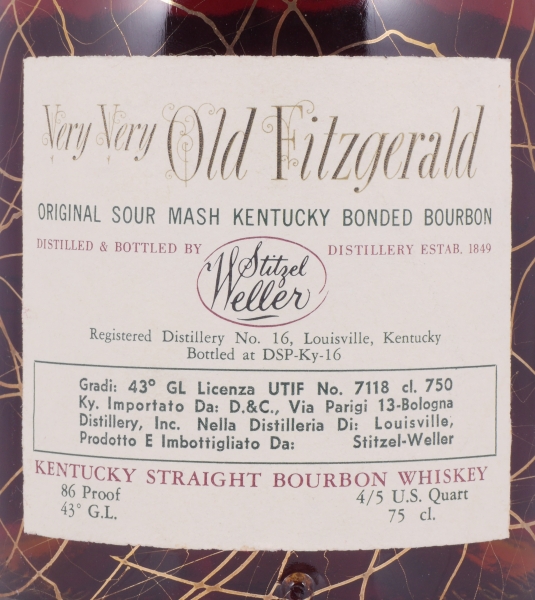 Very Very Old Fitzgerald
ORIGINAL SOUR MASH KENTUCKY BONDED BOURBON
DISTILLED & BOTTLED BY Stitzel Weller DISTILLERY ESTAB. 1849
Registered Distillery No. 16, Louisville, Kentucky
Bottled at DSP-Ky-16
Gradi: 43° GL Licenza UTIF No. 7118 cl. 750
Ky. Importato Da: D.&C., Via Parigi 13-Bologna
Distillery, Inc. Nella Distilleria Di: Louisville,
Prodotto E Imbottigliato Da: Stitzel-Weller
KENTUCKY STRAIGHT BOURBON WHISKEY
86 Proof 4/5 U.S. Quart
43° G.L. 75 cl.